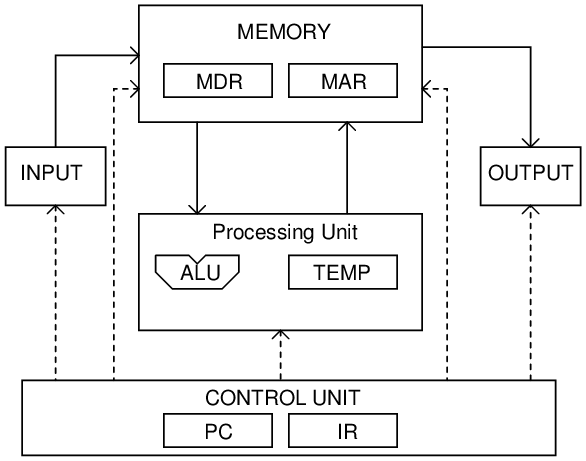 MEMORY
MDR MAR
INPUT
OUTPUT
Processing Unit
ALU TEMP
CONTROL UNIT
PC IR